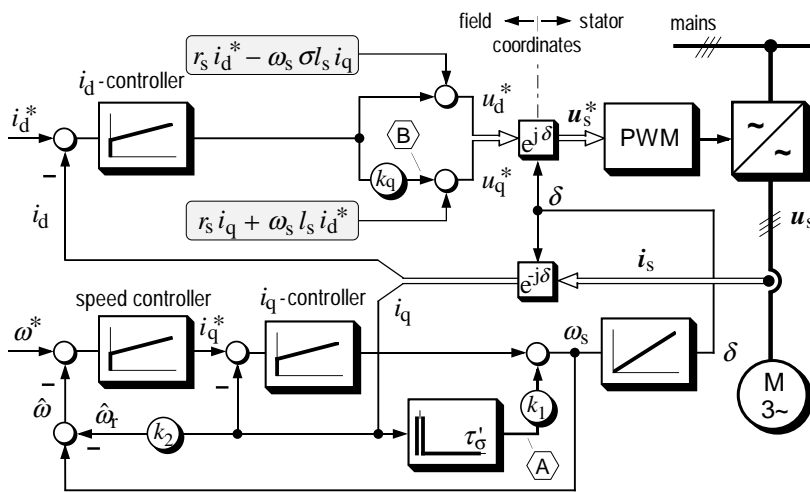 field stator
coordinates
mains
r_s i_d* − ω_s σl_s i_q
i_d -controller
i_d*
−
i_d
u_d*
B
k_q
u_q*
r_s i_q + ω_s l_s i_d*
e^jδ
u_s*
PWM
~
~
δ
u_s
e^-jδ
i_s
i_q
speed controller
i_q*
i_q -controller
ω*
−
−
ω_s
δ
M
3~
ω̂
ω̂_r
−
k_2
τ'_σ
k_1
A